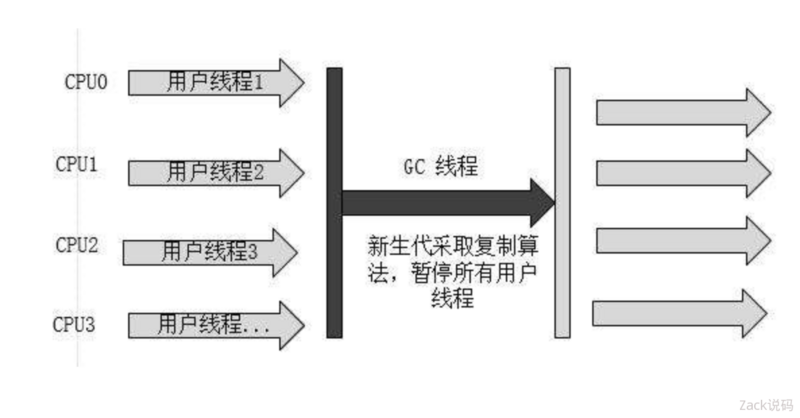 CPU0 用户线程1
CPU1 用户线程2
CPU2 用户线程3
CPU3 用户线程...
GC 线程
新生代采取复制算
法，暂停所有用户
线程
Zack说码